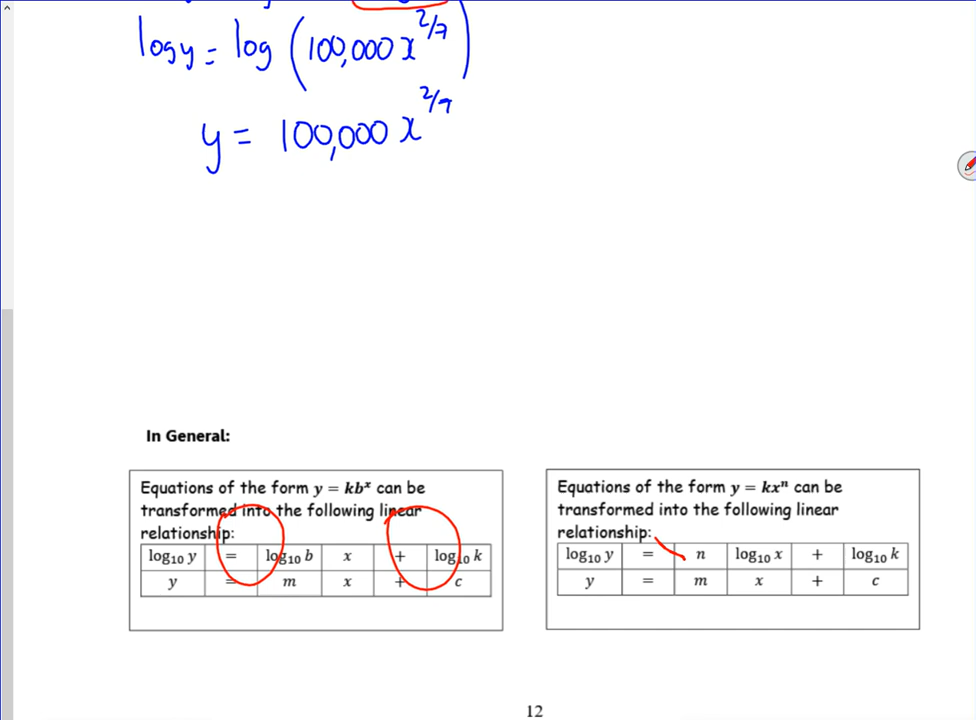 log y = log (100,000 x^2/7)
y = 100,000 x^2/7
In General:
Equations of the form y = kb^x can be
transformed into the following linear
relationship:
log₁₀ y = log₁₀ b x + log₁₀ k
y = m x + c
Equations of the form y = kx^n can be
transformed into the following linear
relationship:
log₁₀ y = n log₁₀ x + log₁₀ k
y = m x + c
12